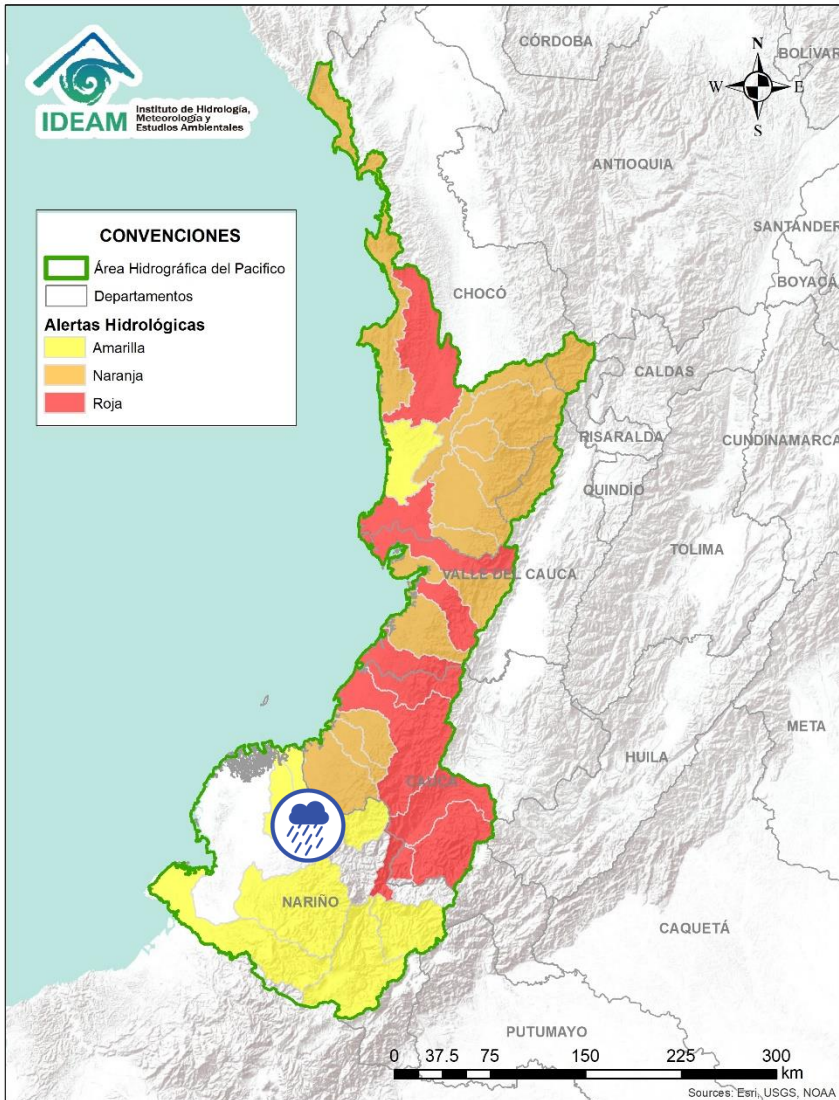 IDEAM
Instituto de Hidrología,
Meteorología y
Estudios Ambientales
CONVENCIONES
Área Hidrográfica del Pacifico
Departamentos
Alertas Hidrológicas
Amarilla
Naranja
Roja
N
W
E
S
CÓRDOBA
BOLÍVAR
ANTIOQUIA
SANTANDER
BOYACÁ
CHOCÓ
CALDAS
RISARALDA
CUNDINAMARCA
QUINDÍO
TOLIMA
VALLE DEL CAUCA
META
HUILA
CAUCA
NARIÑO
CAQUETÁ
PUTUMAYO
0 37.5 75 150 225 300
km
Sources: Esri, USGS, NOAA